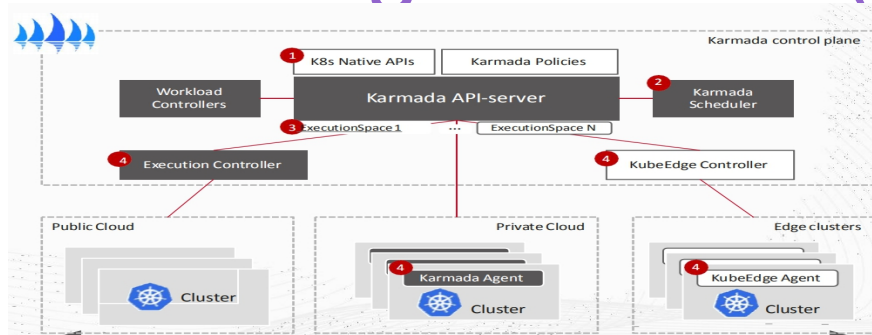 Karmada control plane
1
K8s Native APIs
Karmada Policies
Workload
Controllers
Karmada API-server
2
Karmada
Scheduler
3
ExecutionSpace 1
...
ExecutionSpace N
4
Execution Controller
4
KubeEdge Controller
Public Cloud
Private Cloud
Edge clusters
Cluster
4
Karmada Agent
Cluster
4
KubeEdge Agent
Cluster